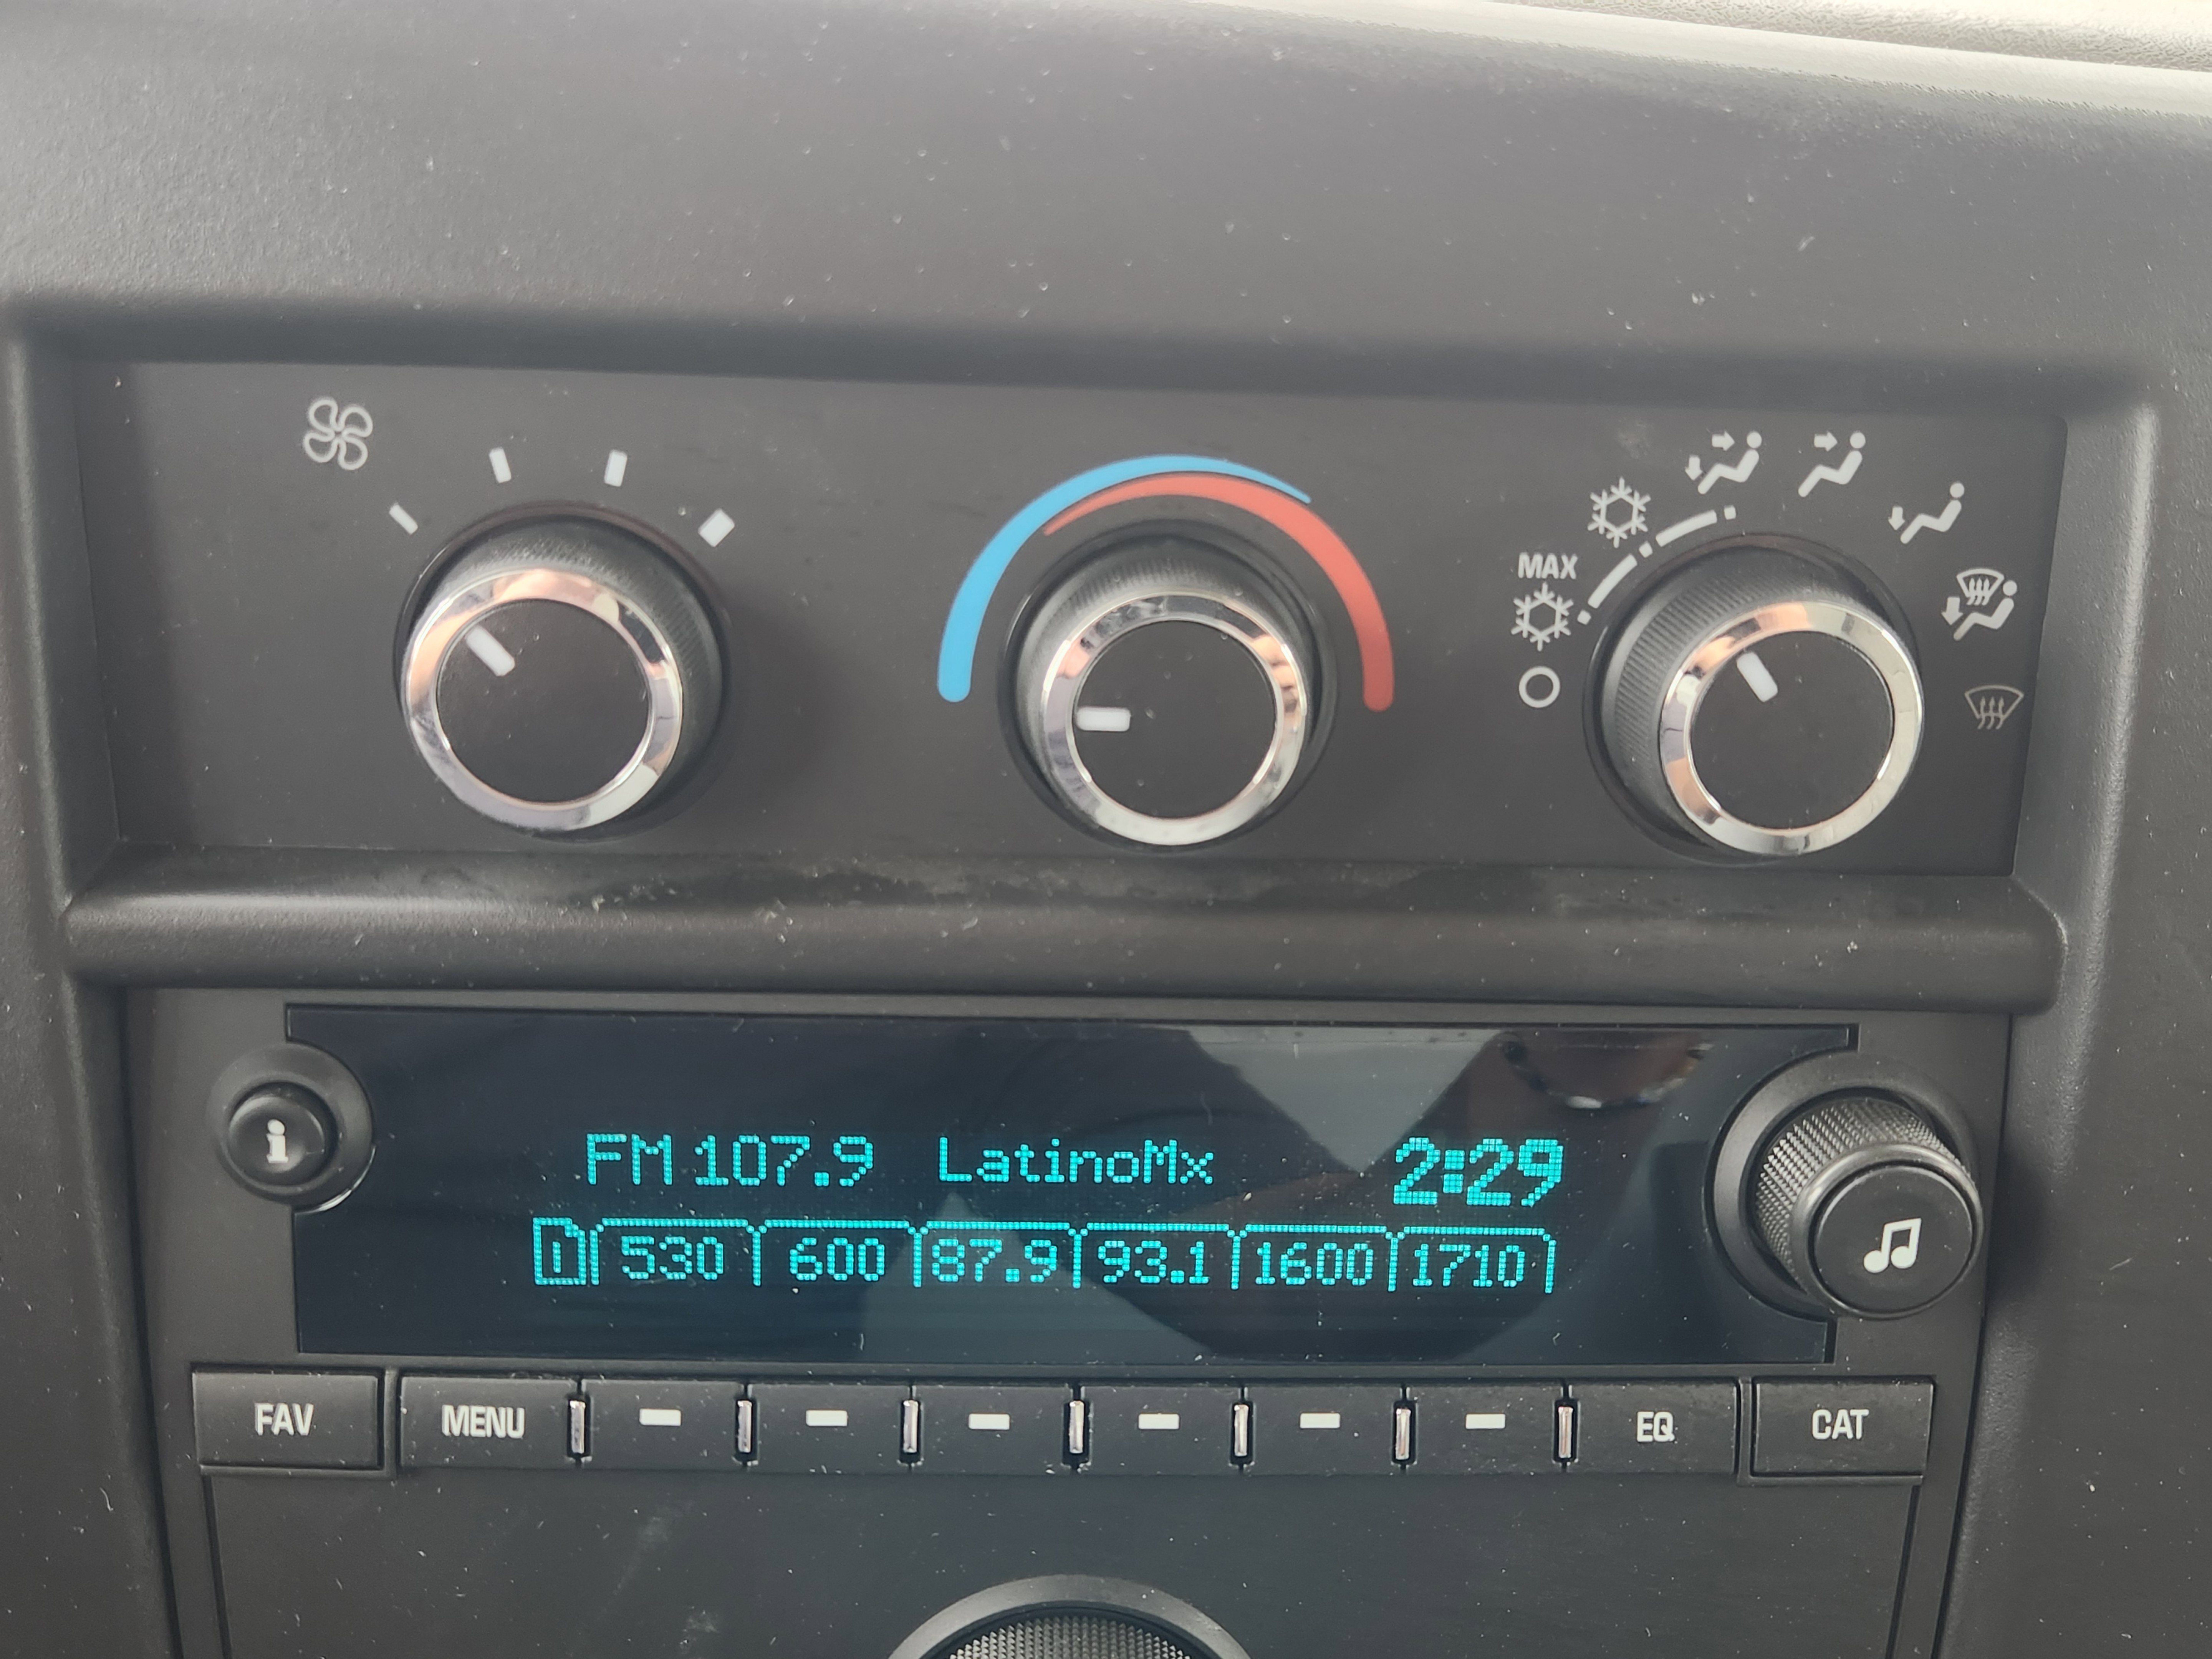 MAX
FM 107.9 LatinoMx 2:29
1 530 600 87.9 93.1 1600 1710
i
FAV MENU EQ CAT